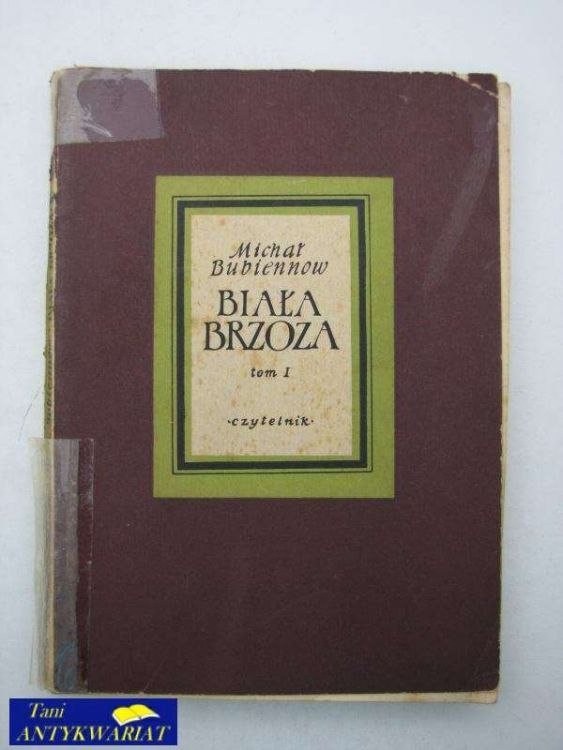 Michał
Bubiennow
BIAŁA
BRZOZA
tom I
·czytelnik·
Tani
ANTYKWARIAT